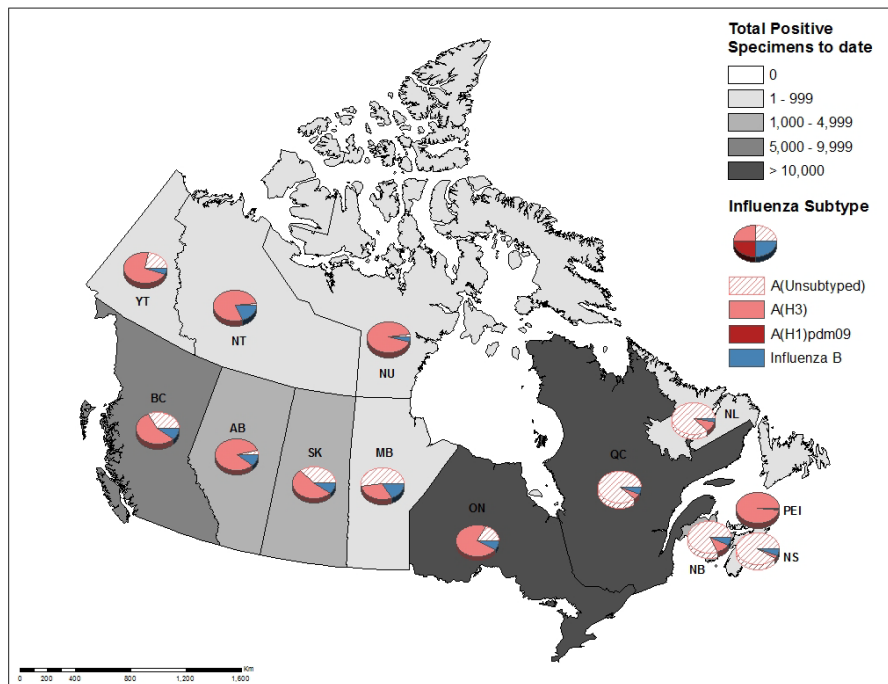 Total Positive
Specimens to date
0
1 - 999
1,000 - 4,999
5,000 - 9,999
> 10,000
Influenza Subtype
A(Unsubtyped)
A(H3)
A(H1)pdm09
Influenza B
YT
NT
NU
BC
AB
SK
MB
ON
QC
NL
PEI
NB
NS
Km
0 200 400 800 1,200 1,600